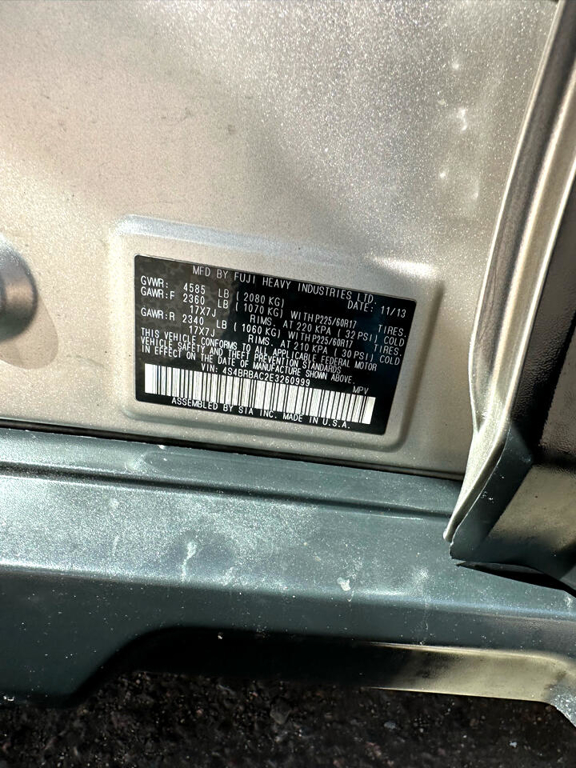 MFD BY FUJI HEAVY INDUSTRIES LTD.
GVWR: 4585 LB (2080 KG) DATE: 11/13
GAWR:F 2360 LB (1070 KG) WITH P225/60R17 TIRES,
17X7J RIMS, AT 220 KPA (32 PSI) COLD
GAWR:R 2340 LB (1060 KG) WITH P225/60R17 TIRES,
17X7J RIMS, AT 210 KPA (30 PSI) COLD
THIS VEHICLE CONFORMS TO ALL APPLICABLE FEDERAL MOTOR
VEHICLE SAFETY AND THEFT PREVENTION STANDARDS
IN EFFECT ON THE DATE OF MANUFACTURE SHOWN ABOVE.
VIN: 4S4BRBAC2E3260999 MPV
ASSEMBLED BY SIA INC. MADE IN U.S.A.